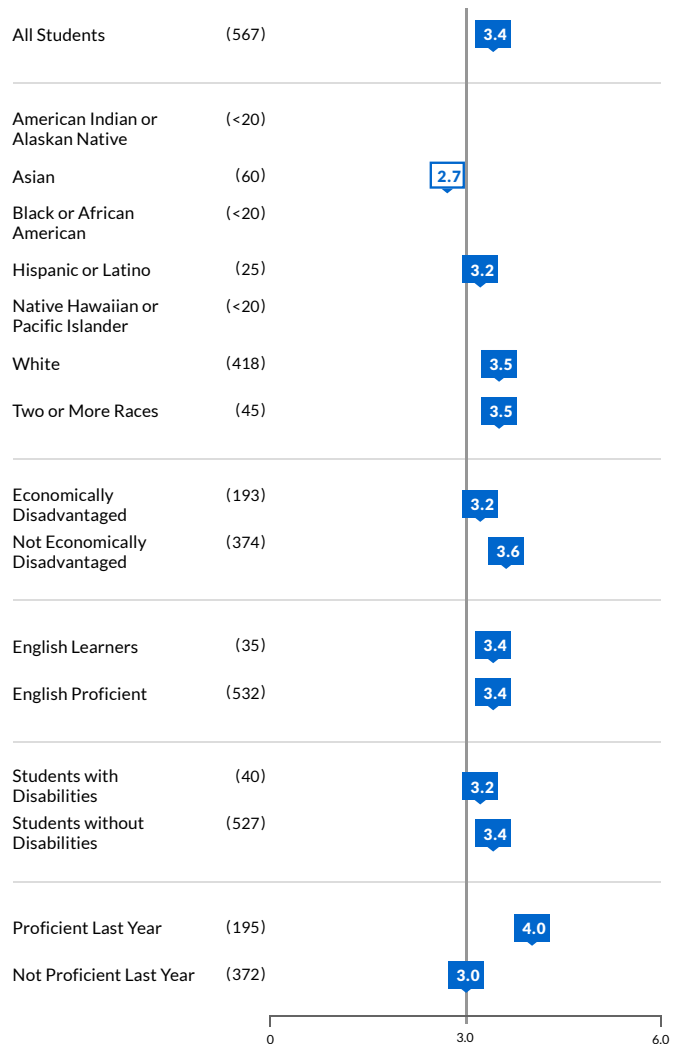 All Students (567) 3.4
American Indian or (<20)
Alaskan Native
Asian (60) 2.7
Black or African (<20)
American
Hispanic or Latino (25) 3.2
Native Hawaiian or (<20)
Pacific Islander
White (418) 3.5
Two or More Races (45) 3.5
Economically (193) 3.2
Disadvantaged
Not Economically (374) 3.6
Disadvantaged
English Learners (35) 3.4
English Proficient (532) 3.4
Students with (40) 3.2
Disabilities
Students without (527) 3.4
Disabilities
Proficient Last Year (195) 4.0
Not Proficient Last Year (372) 3.0
0 3.0 6.0